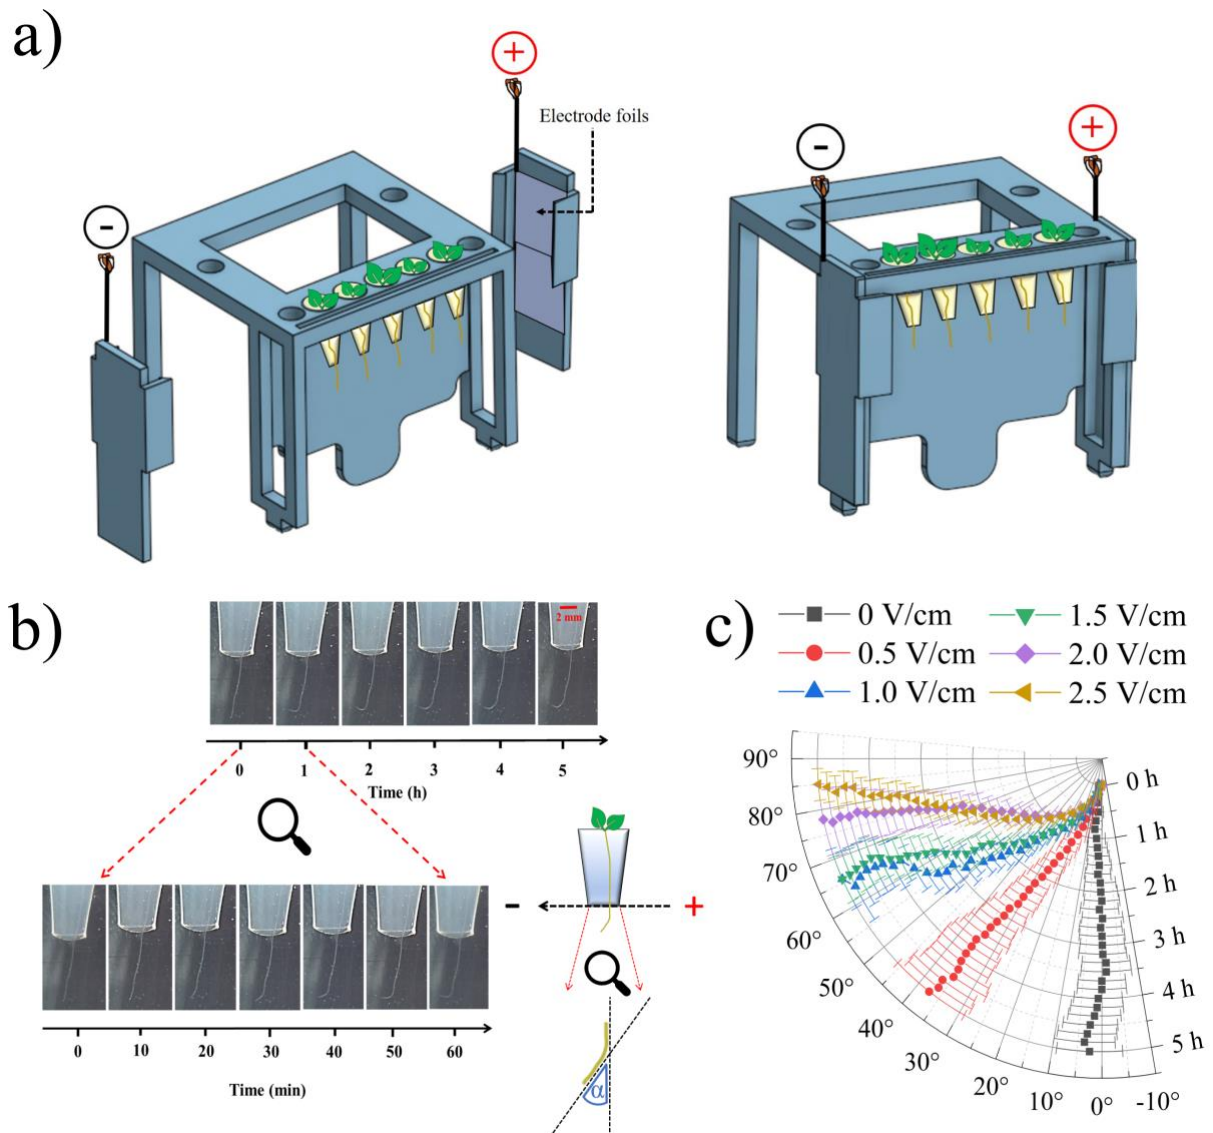 a)
+
Electrode foils
-
-
+
b)
2 mm
0 1 2 3 4 5
Time (h)
0 10 20 30 40 50 60
Time (min)
- +
α
c)
0 V/cm 1.5 V/cm
0.5 V/cm 2.0 V/cm
1.0 V/cm 2.5 V/cm
90°
80°
70°
60°
50°
40°
30°
20°
10°
0°
-10°
0 h
1 h
2 h
3 h
4 h
5 h